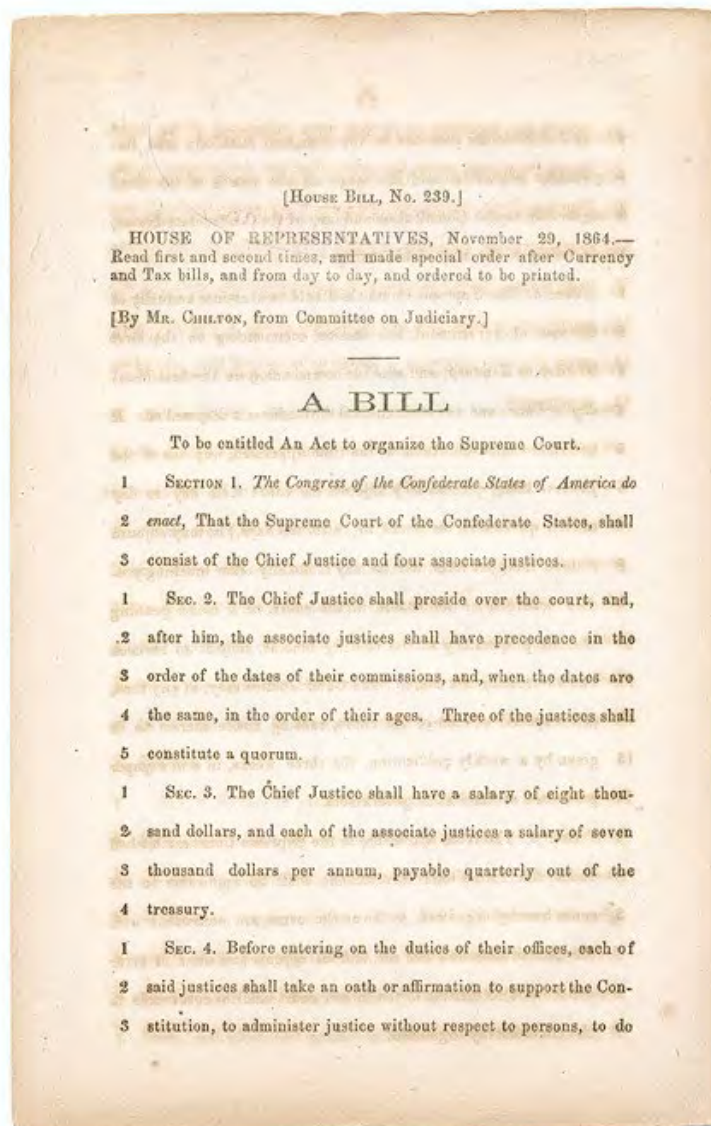 [HOUSE BILL, No. 239.]
HOUSE OF REPRESENTATIVES, November 29, 1864.—
Read first and second times, and made special order after Currency
and Tax bills, and from day to day, and ordered to be printed.
[By MR. CHILTON, from Committee on Judiciary.]
A BILL
To be entitled An Act to organize the Supreme Court.
1 SECTION 1. The Congress of the Confederate States of America do
2 enact, That the Supreme Court of the Confederate States, shall
3 consist of the Chief Justice and four associate justices.
1 SEC. 2. The Chief Justice shall preside over the court, and,
2 after him, the associate justices shall have precedence in the
3 order of the dates of their commissions, and, when the dates are
4 the same, in the order of their ages. Three of the justices shall
5 constitute a quorum.
1 SEC. 3. The Chief Justice shall have a salary of eight thou-
2 sand dollars, and each of the associate justices a salary of seven
3 thousand dollars per annum, payable quarterly out of the
4 treasury.
1 SEC. 4. Before entering on the duties of their offices, each of
2 said justices shall take an oath or affirmation to support the Con-
3 stitution, to administer justice without respect to persons, to do